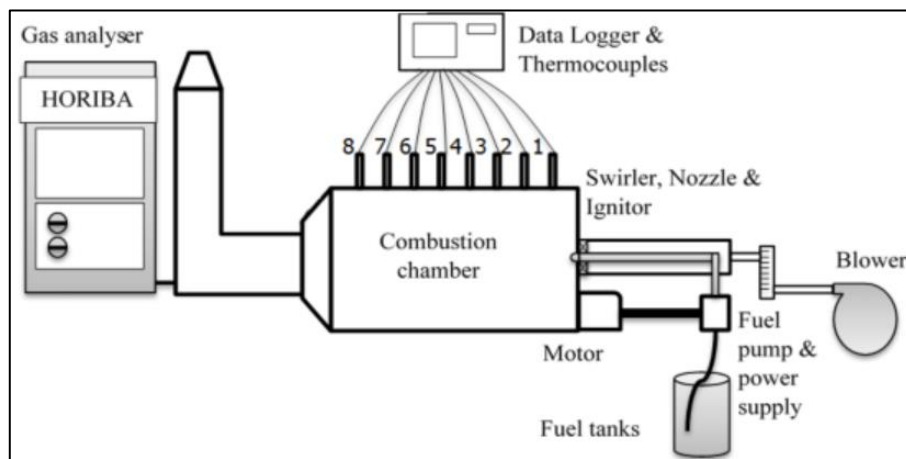 Gas analyser
HORIBA
Data Logger &
Thermocouples
8 7 6 5 4 3 2 1
Swirler, Nozzle &
Ignitor
Combustion
chamber
Blower
Motor
Fuel
pump &
power
supply
Fuel tanks